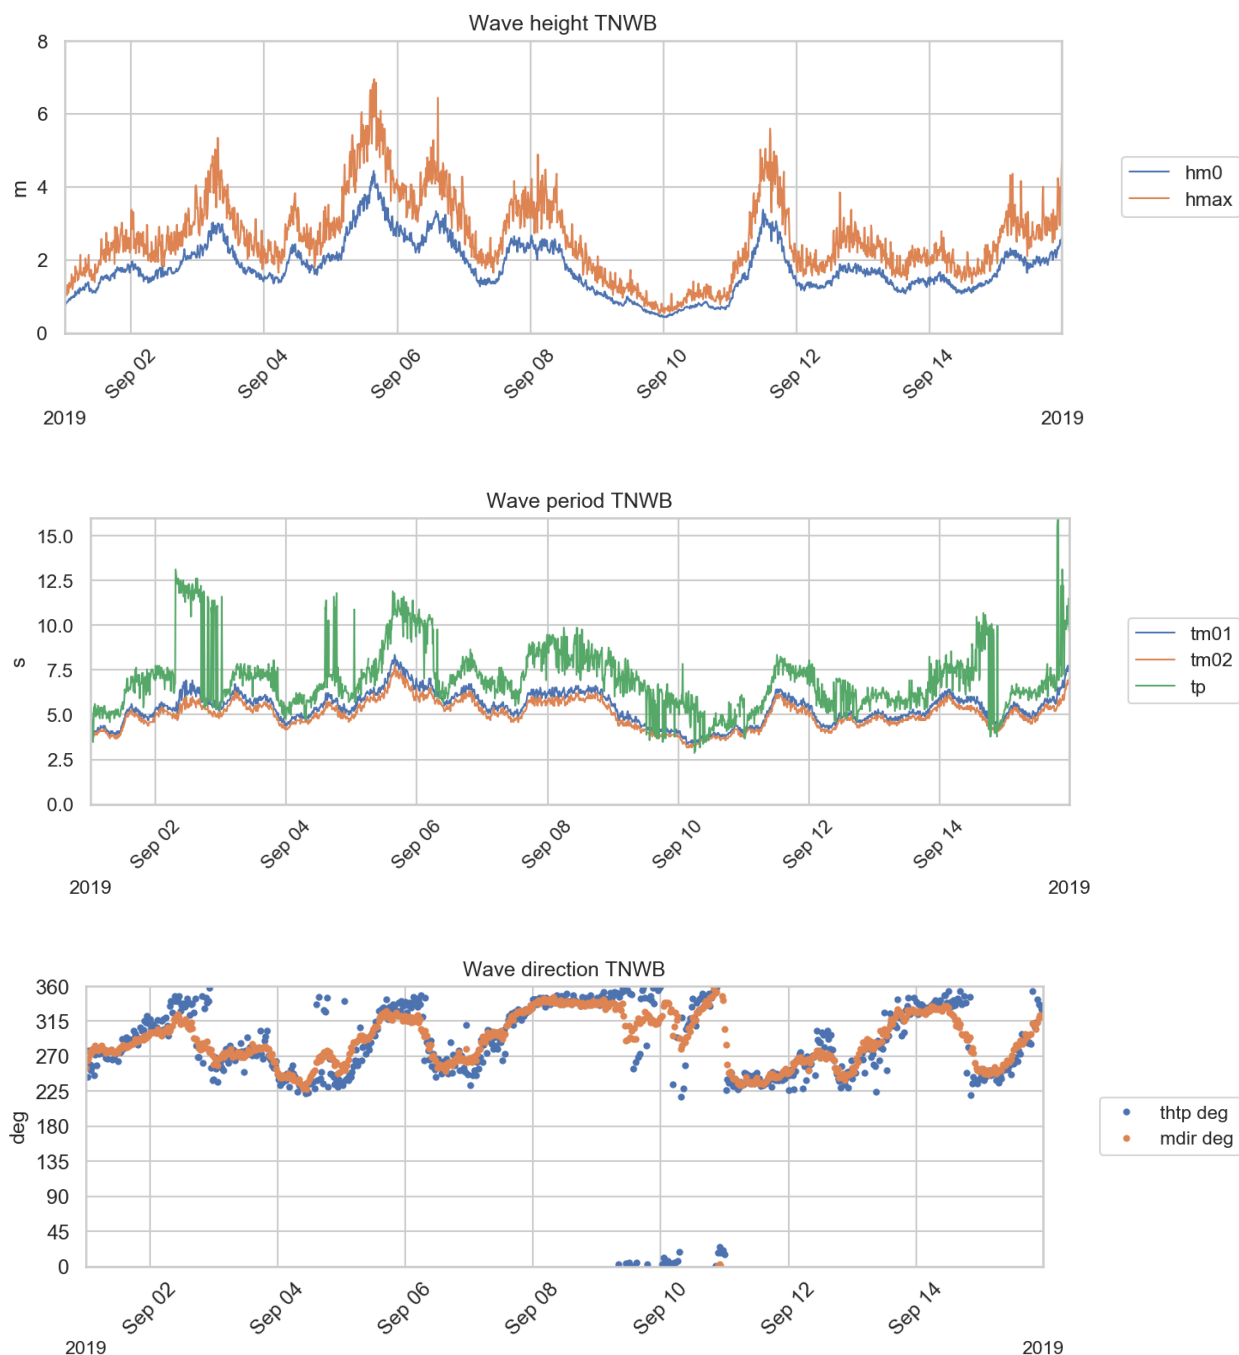 Wave height TNWB
8
6
4
2
0
m
Sep 02
Sep 04
Sep 06
Sep 08
Sep 10
Sep 12
Sep 14
2019
2019
hm0
hmax
Wave period TNWB
15.0
12.5
10.0
7.5
5.0
2.5
0.0
s
Sep 02
Sep 04
Sep 06
Sep 08
Sep 10
Sep 12
Sep 14
2019
2019
tm01
tm02
tp
Wave direction TNWB
360
315
270
225
180
135
90
45
0
deg
Sep 02
Sep 04
Sep 06
Sep 08
Sep 10
Sep 12
Sep 14
2019
2019
thtp deg
mdir deg